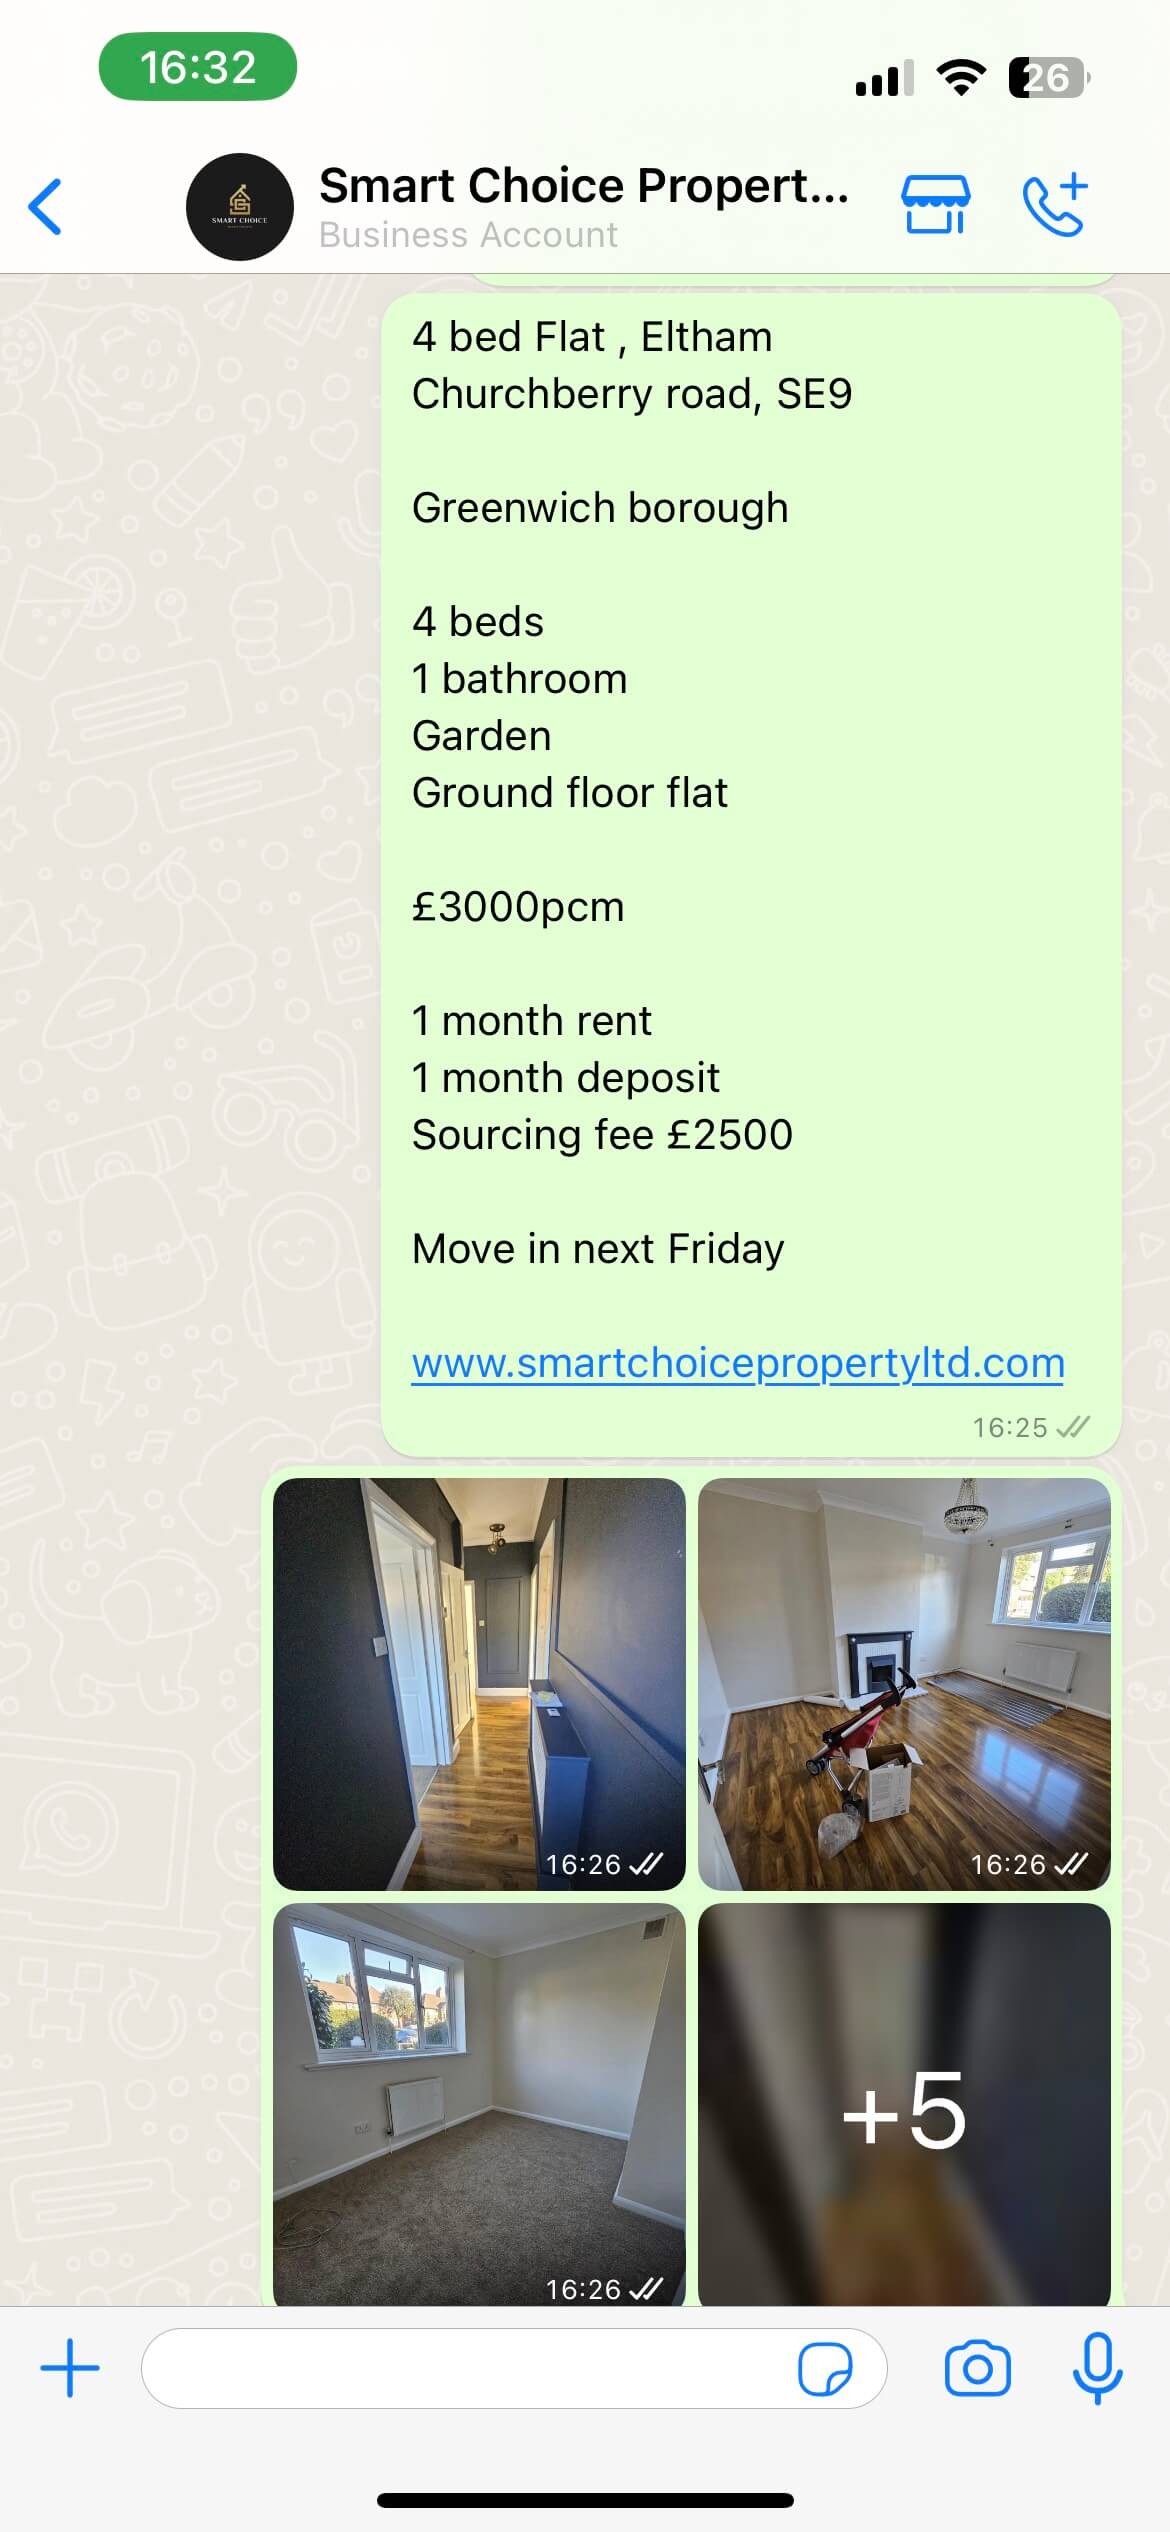 16:32
26
Smart Choice Propert...
Business Account
SMART CHOICE
4 bed Flat , Eltham
Churchberry road, SE9
Greenwich borough
4 beds
1 bathroom
Garden
Ground floor flat
£3000pcm
1 month rent
1 month deposit
Sourcing fee £2500
Move in next Friday
www.smartchoicepropertyltd.com
16:25
16:26
16:26
16:26
+5